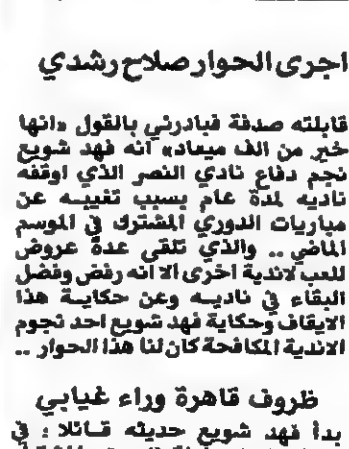 اجرى الحوار صلاح رشدي
قابلته صدفة فبادرني بالقول «انها
خير من الف ميعاد» انه فهد شويع
نجم دفاع نادي النصر الذي اوقفه
ناديه لمدة عام بسبب تغيبه عن
مباريات الدوري المشترك في الموسم
الماضي .. والذي تلقى عدة عروض
للعب لاندية اخرى الا انه رفض وفضل
البقاء في ناديه وعن حكاية هذا
الايقاف وحكاية فهد شويع احد نجوم
الاندية المكافحة كان لنا هذا الحوار ..
ظروف قاهرة وراء غيابي
بدأ فهد شويع حديثه قائلا : في